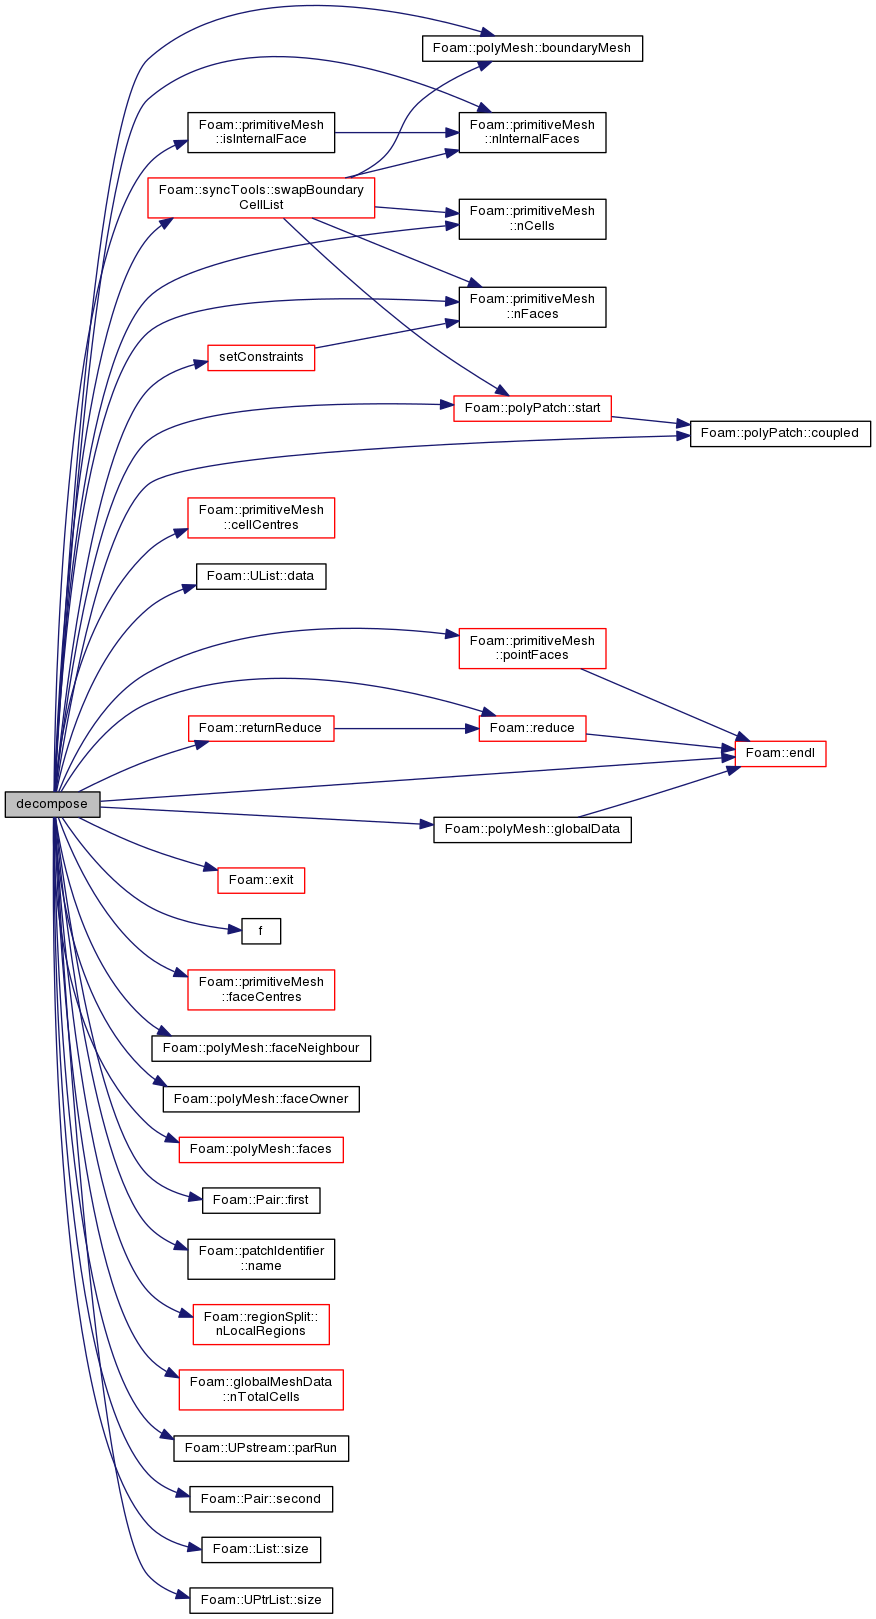 Foam::polyMesh::boundaryMesh
Foam::primitiveMesh
::isInternalFace
Foam::primitiveMesh
::nInternalFaces
Foam::syncTools::swapBoundary
CellList
Foam::primitiveMesh
::nCells
Foam::primitiveMesh
::nFaces
setConstraints
Foam::polyPatch::start
Foam::polyPatch::coupled
Foam::primitiveMesh
::cellCentres
Foam::UList::data
Foam::primitiveMesh
::pointFaces
Foam::returnReduce
Foam::reduce
Foam::endl
decompose
Foam::polyMesh::globalData
Foam::exit
f
Foam::primitiveMesh
::faceCentres
Foam::polyMesh::faceNeighbour
Foam::polyMesh::faceOwner
Foam::polyMesh::faces
Foam::Pair::first
Foam::patchIdentifier
::name
Foam::regionSplit::
nLocalRegions
Foam::globalMeshData
::nTotalCells
Foam::UPstream::parRun
Foam::Pair::second
Foam::List::size
Foam::UPtrList::size